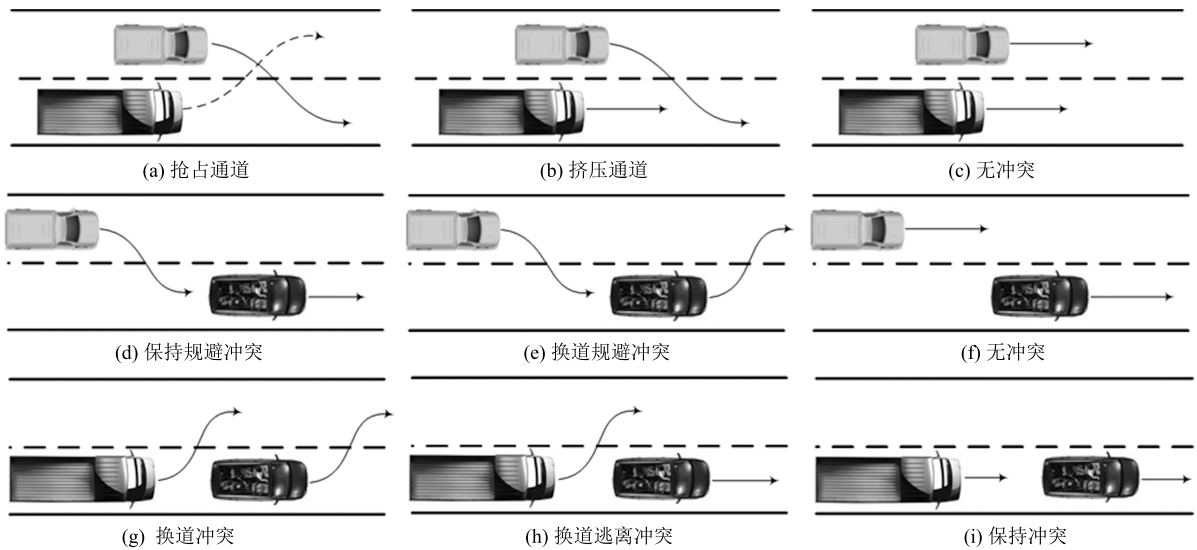 (a) 抢占通道
(b) 挤压通道
(c) 无冲突
(d) 保持规避冲突
(e) 换道规避冲突
(f) 无冲突
(g) 换道冲突
(h) 换道逃离冲突
(i) 保持冲突